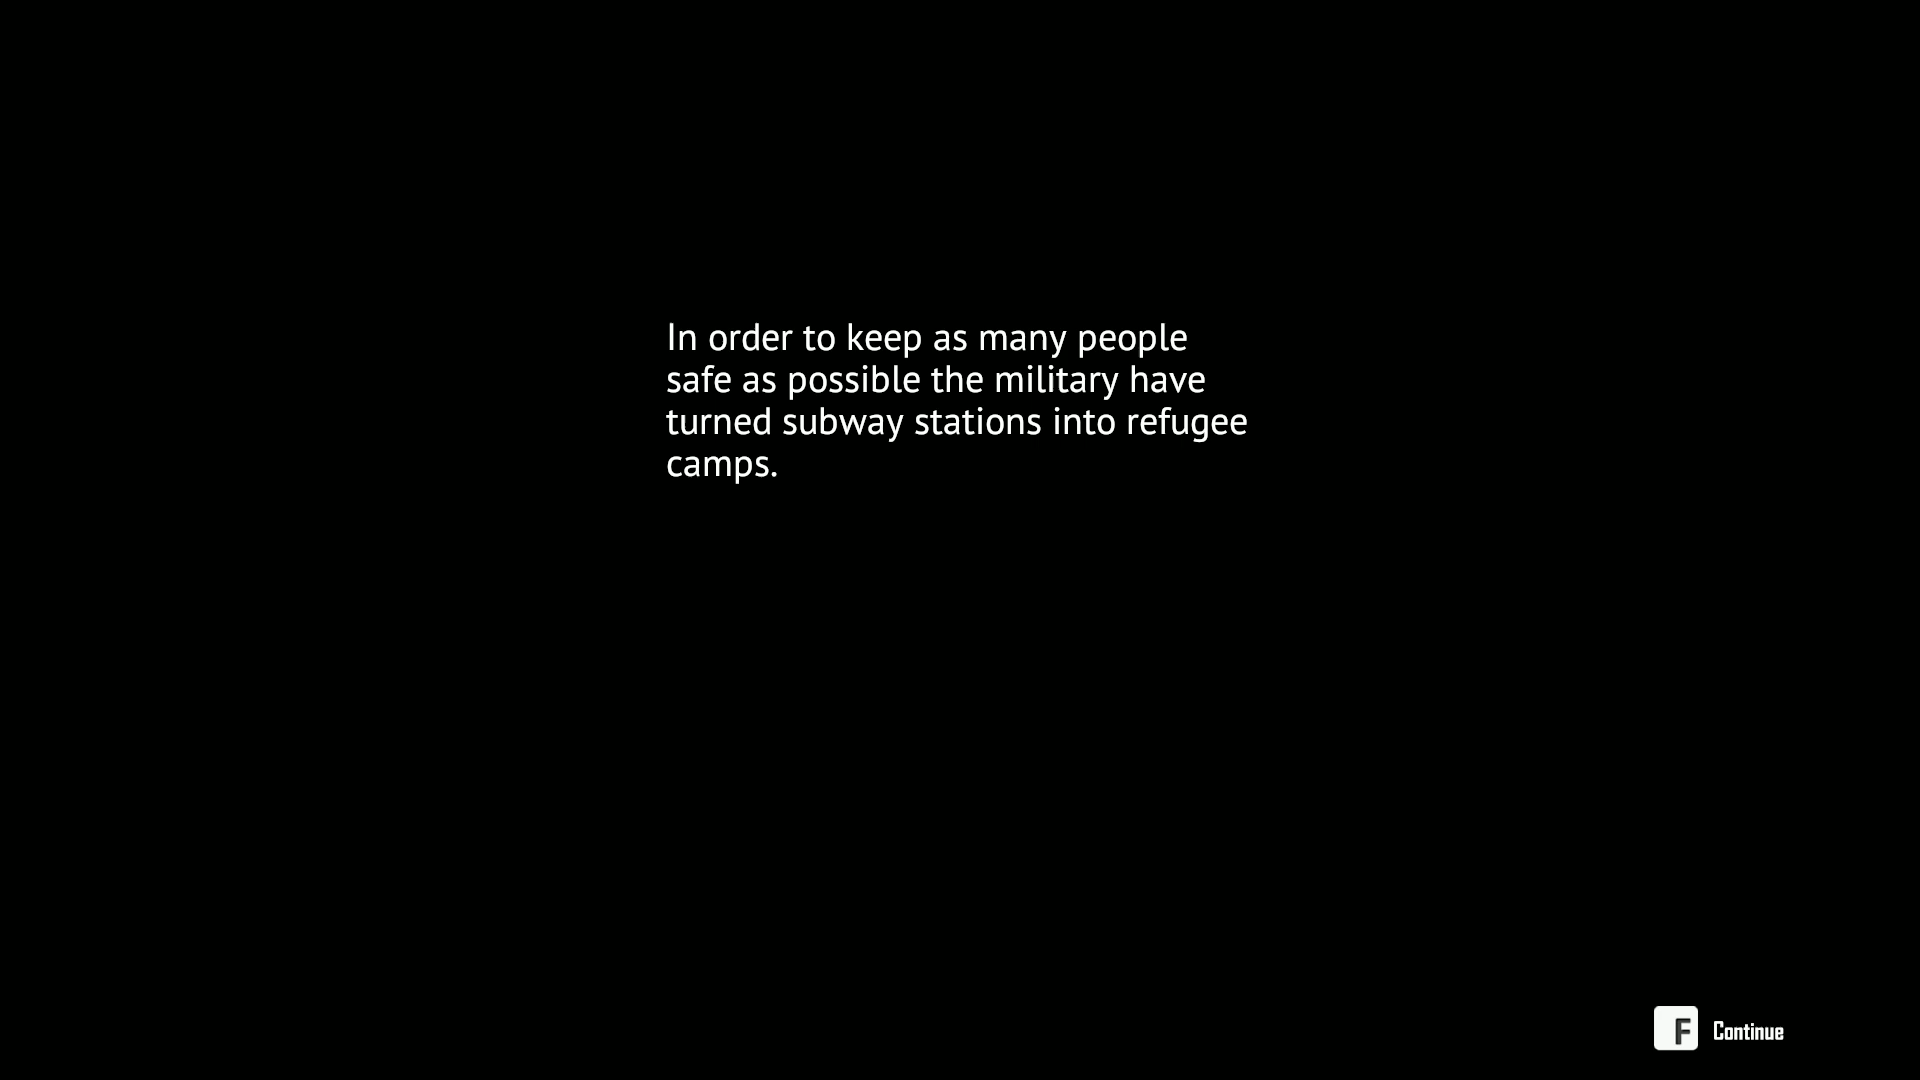 In order to keep as many people
safe as possible the military have
turned subway stations into refugee
camps.
F Continue